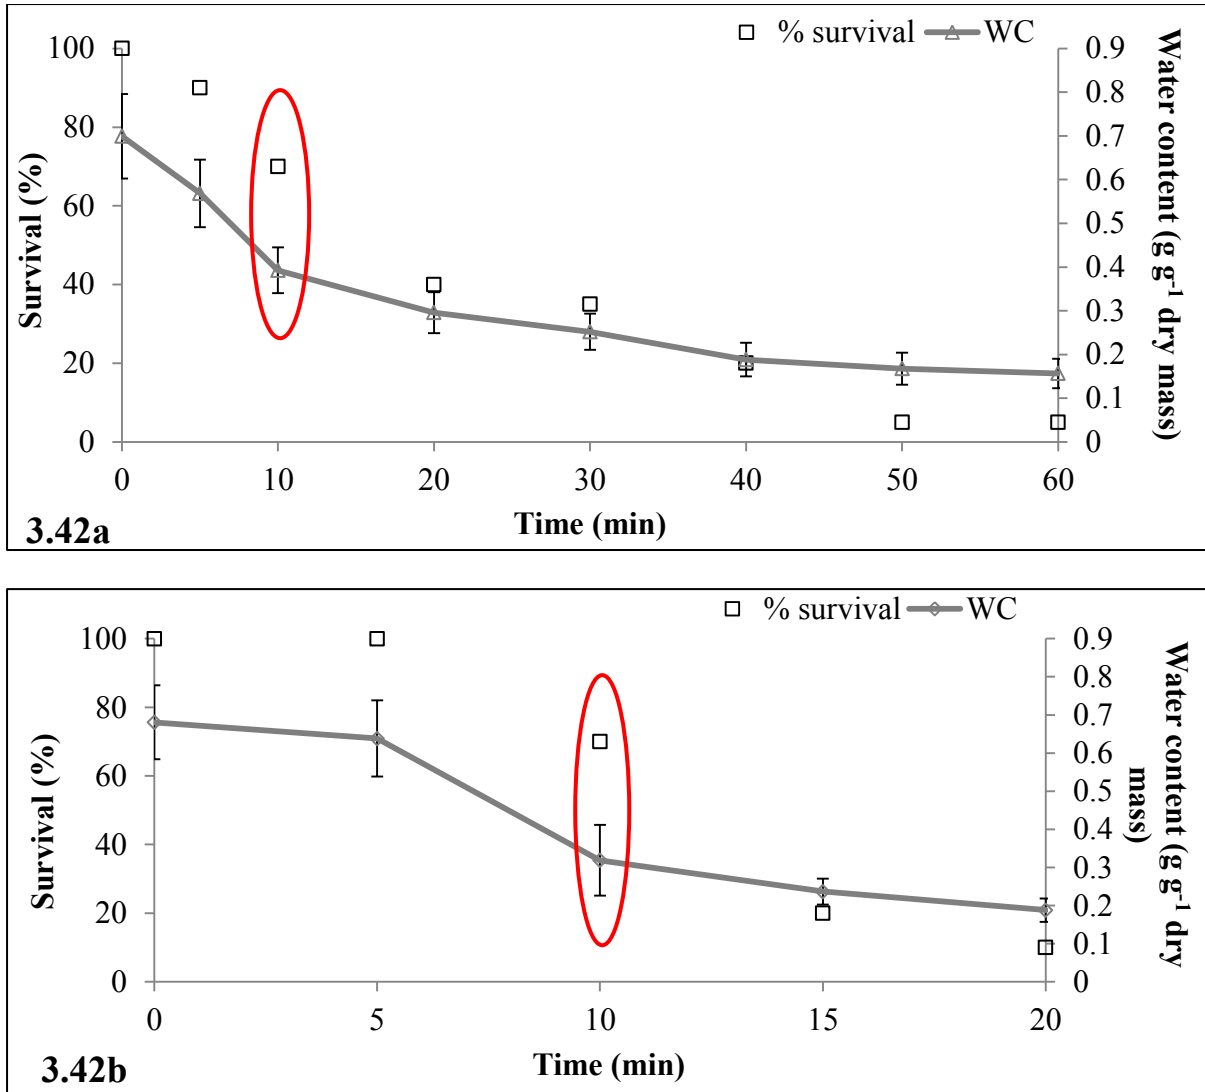 % survival WC
100
80
60
40
20
0
Survival (%)
0.9
0.8
0.7
0.6
0.5
0.4
0.3
0.2
0.1
0
Water content (g g⁻¹ dry mass)
0 10 20 30 40 50 60
Time (min)
3.42a
% survival WC
100
80
60
40
20
0
Survival (%)
0.9
0.8
0.7
0.6
0.5
0.4
0.3
0.2
0.1
0
Water content (g g⁻¹ dry
mass)
0 5 10 15 20
Time (min)
3.42b